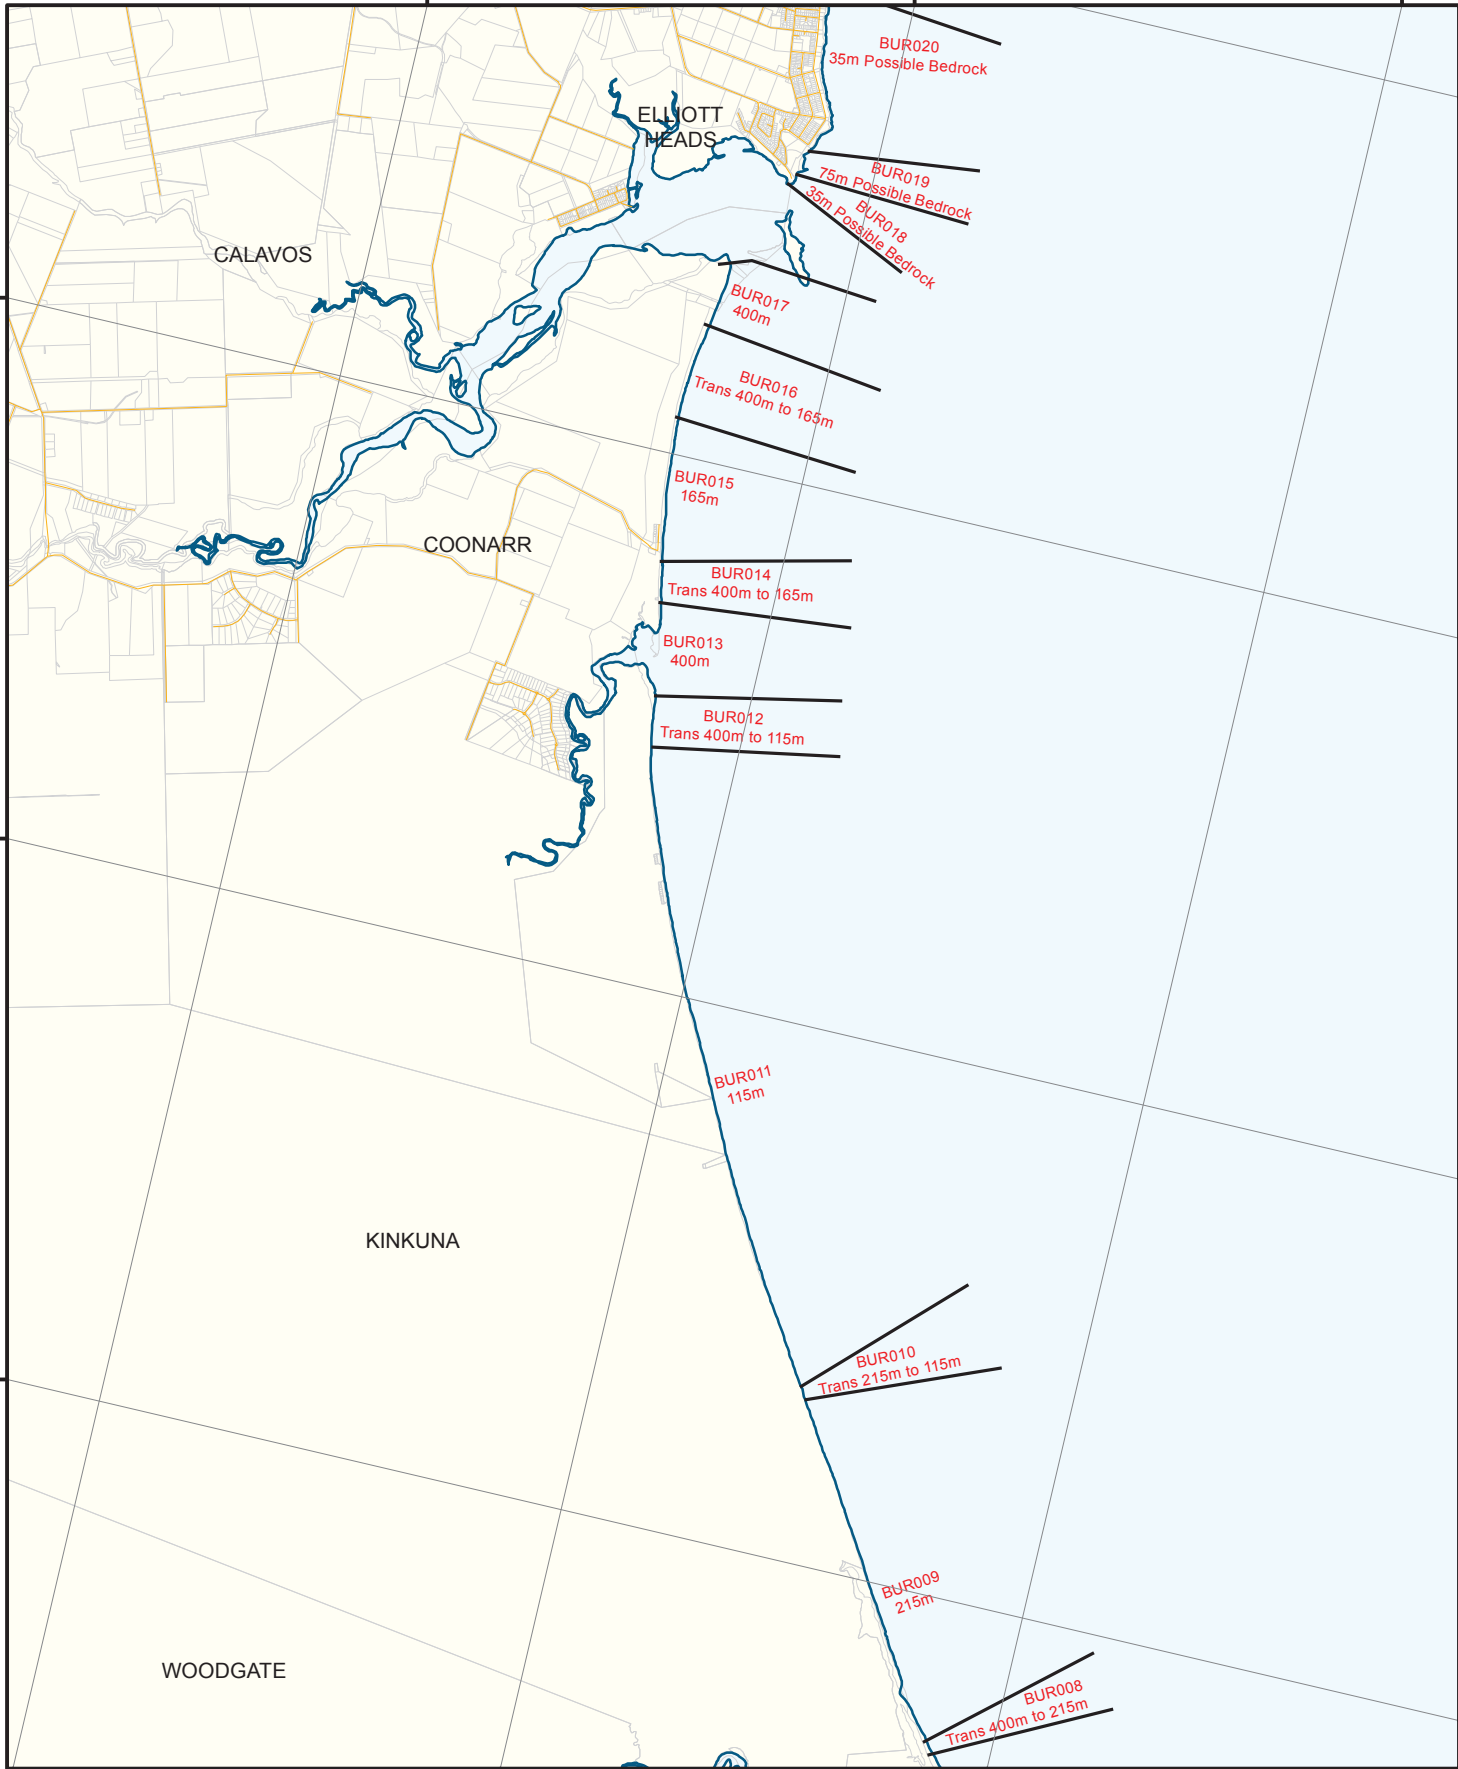 BUR020
35m Possible Bedrock
ELLIOTT
HEADS
BUR019
75m Possible Bedrock
BUR018
35m Possible Bedrock
CALAVOS
BUR017
400m
BUR016
Trans 400m to 165m
BUR015
165m
COONARR
BUR014
Trans 400m to 165m
BUR013
400m
BUR012
Trans 400m to 115m
BUR011
115m
KINKUNA
BUR010
Trans 215m to 115m
BUR009
215m
WOODGATE
BUR008
Trans 400m to 215m